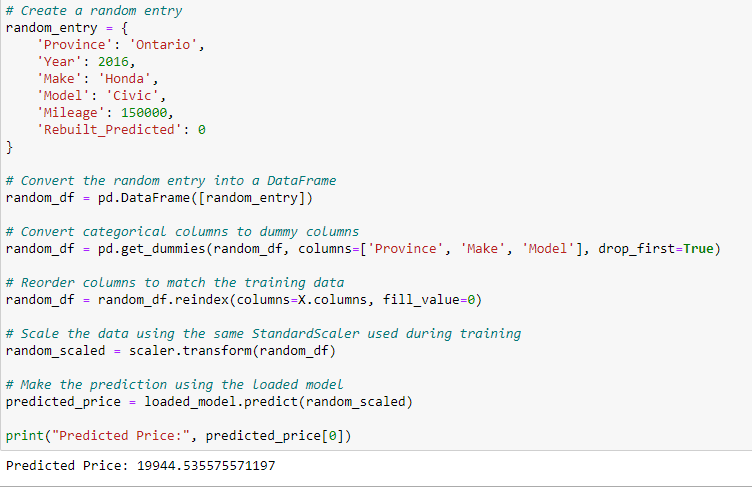 # Create a random entry
random_entry = {
    'Province': 'Ontario',
    'Year': 2016,
    'Make': 'Honda',
    'Model': 'Civic',
    'Mileage': 150000,
    'Rebuilt_Predicted': 0
}
# Convert the random entry into a DataFrame
random_df = pd.DataFrame([random_entry])
# Convert categorical columns to dummy columns
random_df = pd.get_dummies(random_df, columns=['Province', 'Make', 'Model'], drop_first=True)
# Reorder columns to match the training data
random_df = random_df.reindex(columns=X.columns, fill_value=0)
# Scale the data using the same StandardScaler used during training
random_scaled = scaler.transform(random_df)
# Make the prediction using the loaded model
predicted_price = loaded_model.predict(random_scaled)
print("Predicted Price:", predicted_price[0])
Predicted Price: 19944.535575571197